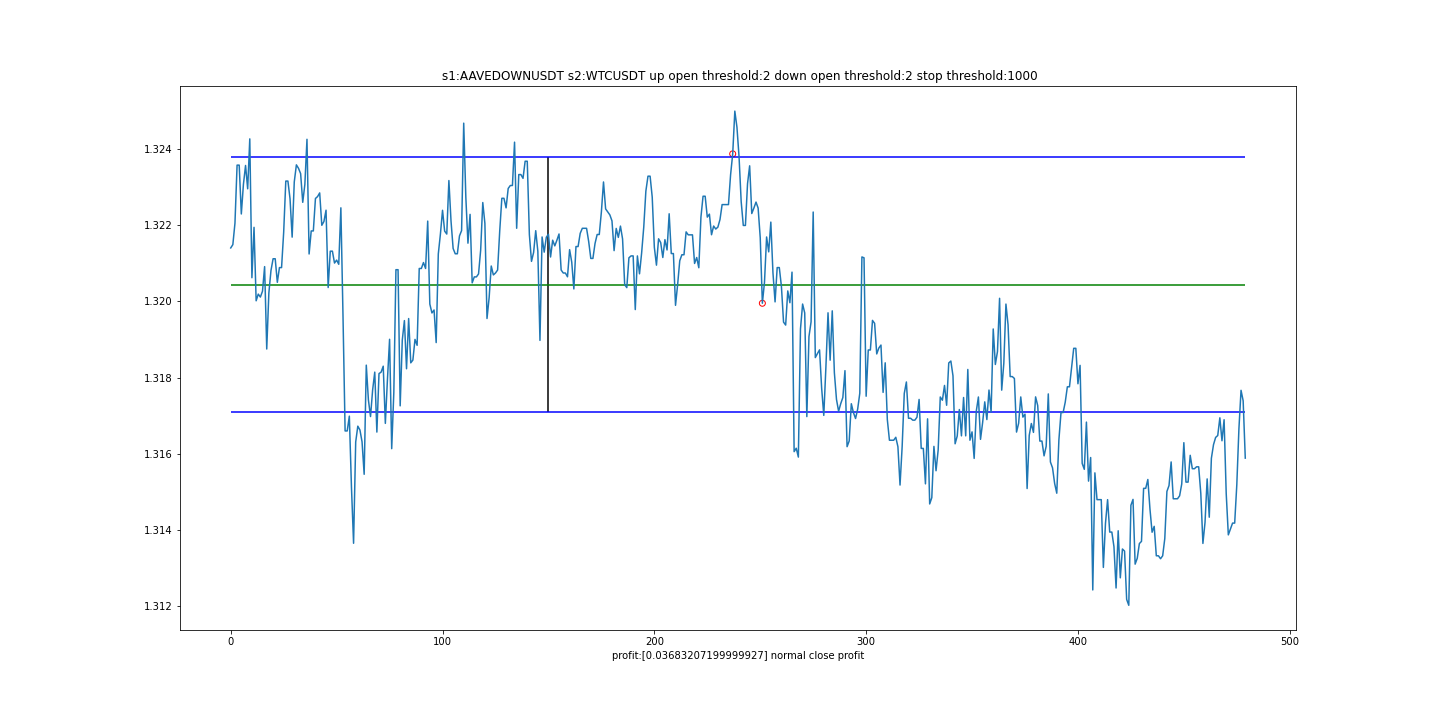 s1:AAVEDOWNUSDT s2:WTCUSDT up open threshold:2 down open threshold:2 stop threshold:1000
1.324
1.322
1.320
1.318
1.316
1.314
1.312
0 100 200 300 400 500
profit:[0.03683207199999927] normal close profit